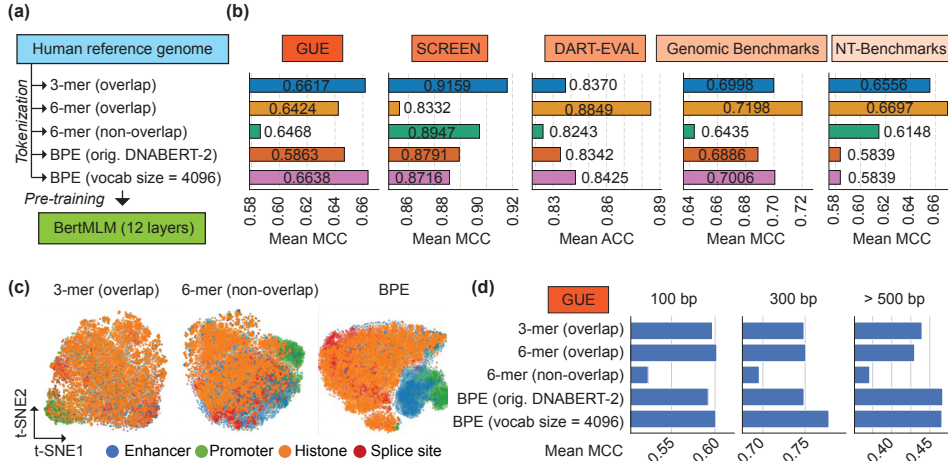 (a)
Human reference genome
Tokenization
3-mer (overlap)
6-mer (overlap)
6-mer (non-overlap)
BPE (orig. DNABERT-2)
BPE (vocab size = 4096)
Pre-training
BertMLM (12 layers)
(b)
GUE
0.6617
0.6424
0.6468
0.5863
0.6638
0.58 0.60 0.62 0.64 0.66
Mean MCC
SCREEN
0.9159
0.8332
0.8947
0.8791
0.8716
0.86 0.88 0.90 0.92
Mean MCC
DART-EVAL
0.8370
0.8849
0.8243
0.8342
0.8425
0.83 0.86 0.89
Mean ACC
Genomic Benchmarks
0.6998
0.7198
0.6435
0.6886
0.7006
0.64 0.66 0.68 0.70 0.72
Mean MCC
NT-Benchmarks
0.6556
0.6697
0.6148
0.5839
0.5839
0.58 0.60 0.62 0.64 0.66
Mean MCC
(c)
3-mer (overlap)
6-mer (non-overlap)
BPE
t-SNE2
t-SNE1
Enhancer Promoter Histone Splice site
(d)
GUE
100 bp
300 bp
> 500 bp
3-mer (overlap)
6-mer (overlap)
6-mer (non-overlap)
BPE (orig. DNABERT-2)
BPE (vocab size = 4096)
Mean MCC
0.55 0.60
0.70 0.75
0.40 0.45